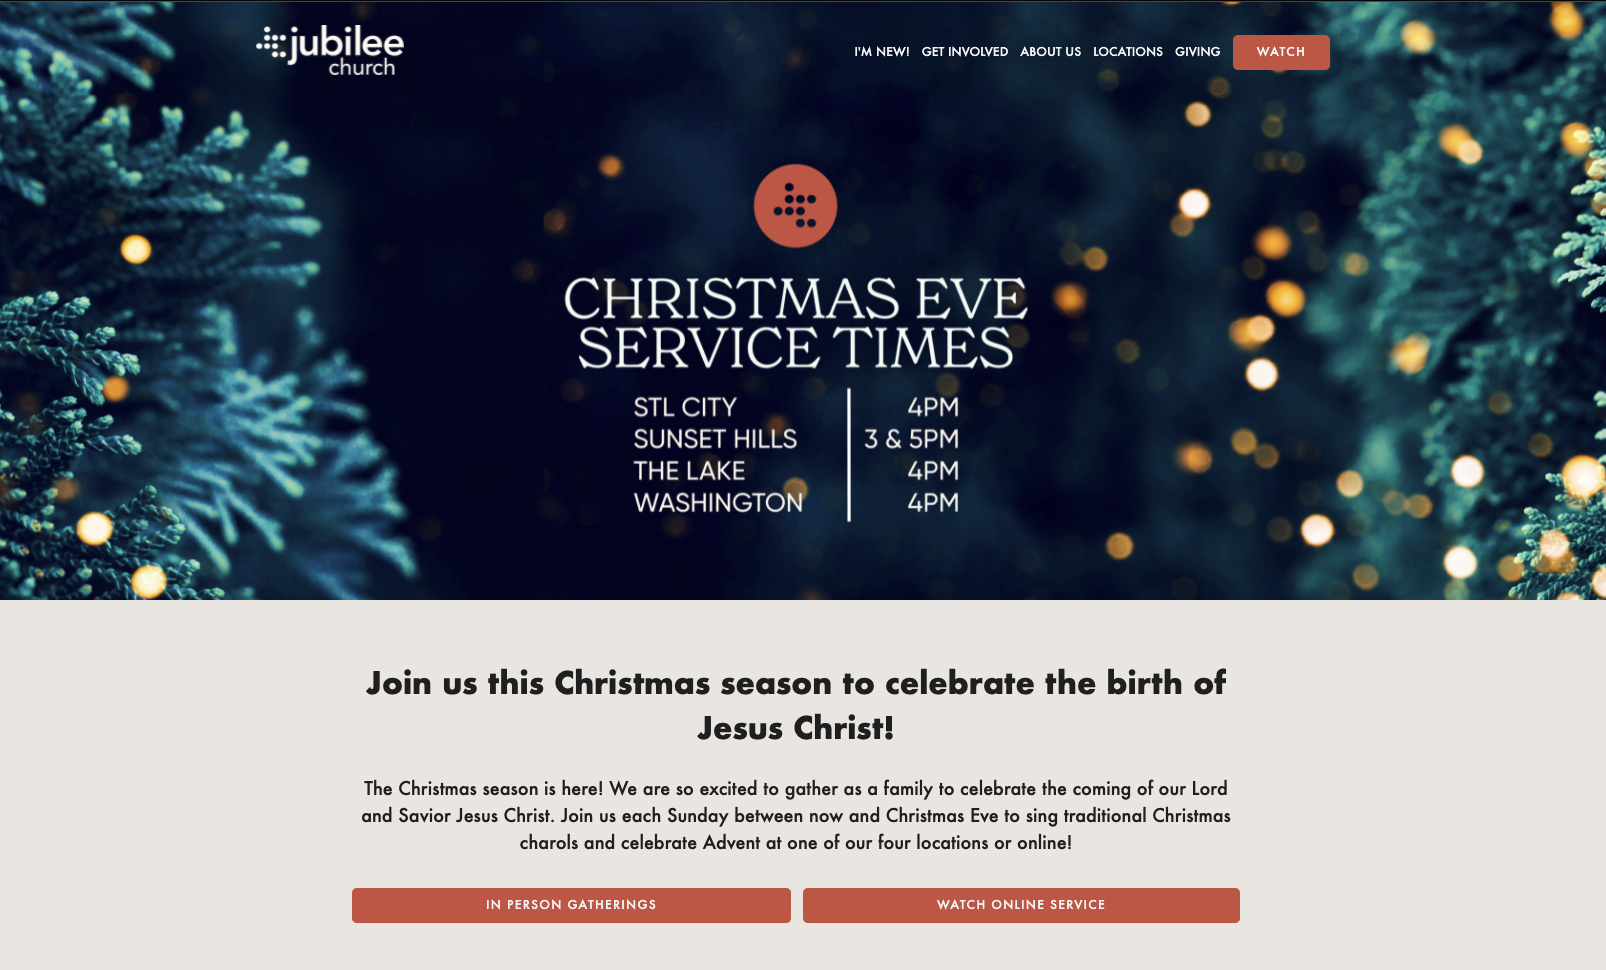 jubilee
church
I'M NEW! GET INVOLVED ABOUT US LOCATIONS GIVING WATCH
CHRISTMAS EVE
SERVICE TIMES
STL CITY 4PM
SUNSET HILLS 3 & 5PM
THE LAKE 4PM
WASHINGTON 4PM
Join us this Christmas season to celebrate the birth of
Jesus Christ!
The Christmas season is here! We are so excited to gather as a family to celebrate the coming of our Lord
and Savior Jesus Christ. Join us each Sunday between now and Christmas Eve to sing traditional Christmas
charols and celebrate Advent at one of our four locations or online!
IN PERSON GATHERINGS WATCH ONLINE SERVICE